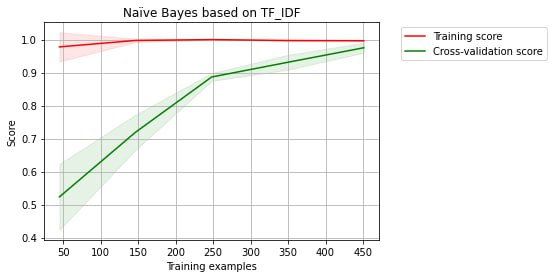 Naïve Bayes based on TF_IDF
Training score
Cross-validation score
Score
1.0
0.9
0.8
0.7
0.6
0.5
0.4
50 100 150 200 250 300 350 400 450
Training examples